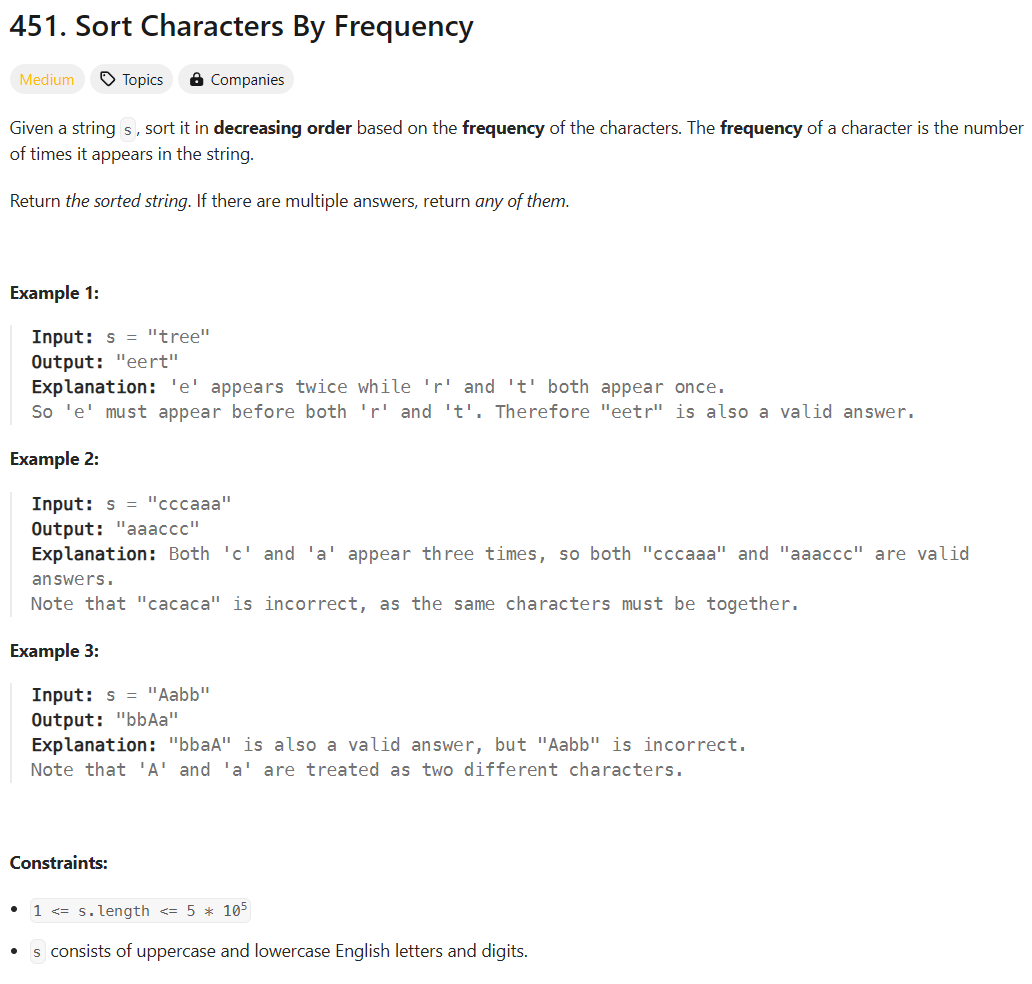 451. Sort Characters By Frequency
Medium Topics Companies
Given a string s, sort it in decreasing order based on the frequency of the characters. The frequency of a character is the number
of times it appears in the string.
Return the sorted string. If there are multiple answers, return any of them.
Example 1:
Input: s = "tree"
Output: "eert"
Explanation: 'e' appears twice while 'r' and 't' both appear once.
So 'e' must appear before both 'r' and 't'. Therefore "eetr" is also a valid answer.
Example 2:
Input: s = "cccaaa"
Output: "aaaccc"
Explanation: Both 'c' and 'a' appear three times, so both "cccaaa" and "aaaccc" are valid
answers.
Note that "cacaca" is incorrect, as the same characters must be together.
Example 3:
Input: s = "Aabb"
Output: "bbAa"
Explanation: "bbaA" is also a valid answer, but "Aabb" is incorrect.
Note that 'A' and 'a' are treated as two different characters.
Constraints:
• 1 <= s.length <= 5 * 10⁵
• s consists of uppercase and lowercase English letters and digits.